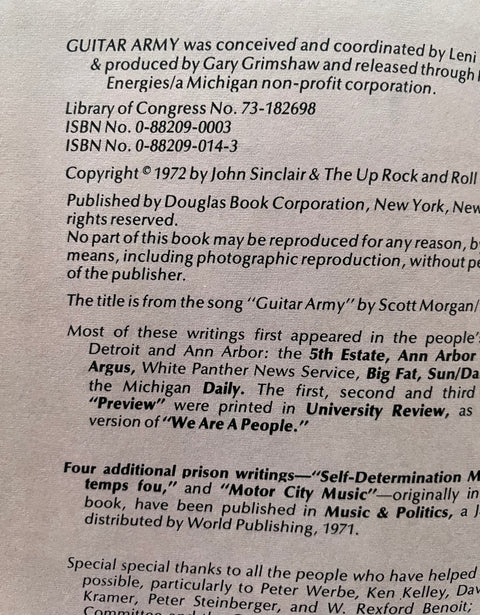 GUITAR ARMY was conceived and coordinated by Leni
& produced by Gary Grimshaw and released through
Energies/a Michigan non-profit corporation.
Library of Congress No. 73-182698
ISBN No. 0-88209-0003
ISBN No. 0-88209-014-3
Copyright © 1972 by John Sinclair & The Up Rock and Roll
Published by Douglas Book Corporation, New York, New
rights reserved.
No part of this book may be reproduced for any reason, by
means, including photographic reproduction, without pe
of the publisher.
The title is from the song "Guitar Army" by Scott Morgan/
Most of these writings first appeared in the people's
Detroit and Ann Arbor: the 5th Estate, Ann Arbor
Argus, White Panther News Service, Big Fat, Sun/Da
the Michigan Daily. The first, second and third
"Preview" were printed in University Review, as
version of "We Are A People."
Four additional prison writings—"Self-Determination M
temps fou," and "Motor City Music"—originally in
book, have been published in Music & Politics, a J
distributed by World Publishing, 1971.
Special special thanks to all the people who have helped
possible, particularly to Peter Werbe, Ken Kelley, Dav
Kramer, Peter Steinberger, and W. Rexford Benoit;
Committee and the